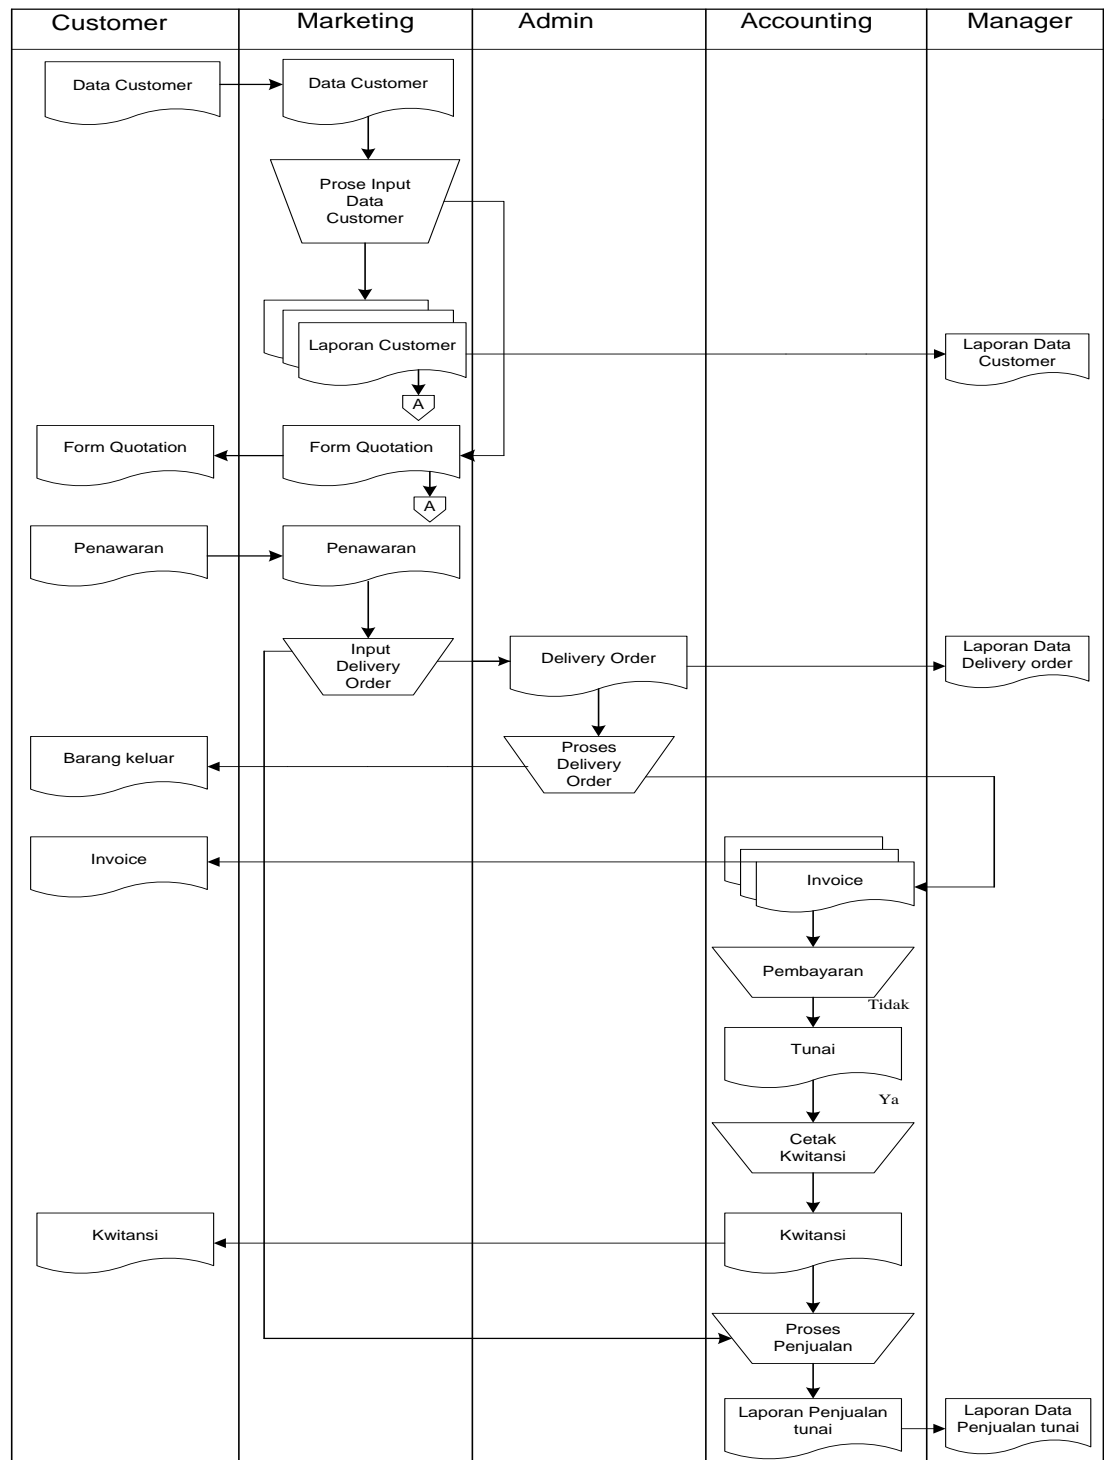 Customer
Marketing
Admin
Accounting
Manager
Data Customer
Data Customer
Prose Input
Data
Customer
Laporan Customer
Laporan Data
Customer
A
Form Quotation
Form Quotation
A
Penawaran
Penawaran
Input
Delivery
Order
Delivery Order
Laporan Data
Delivery order
Barang keluar
Proses
Delivery
Order
Invoice
Invoice
Pembayaran
Tidak
Tunai
Ya
Cetak
Kwitansi
Kwitansi
Kwitansi
Proses
Penjualan
Laporan Penjualan
tunai
Laporan Data
Penjualan tunai